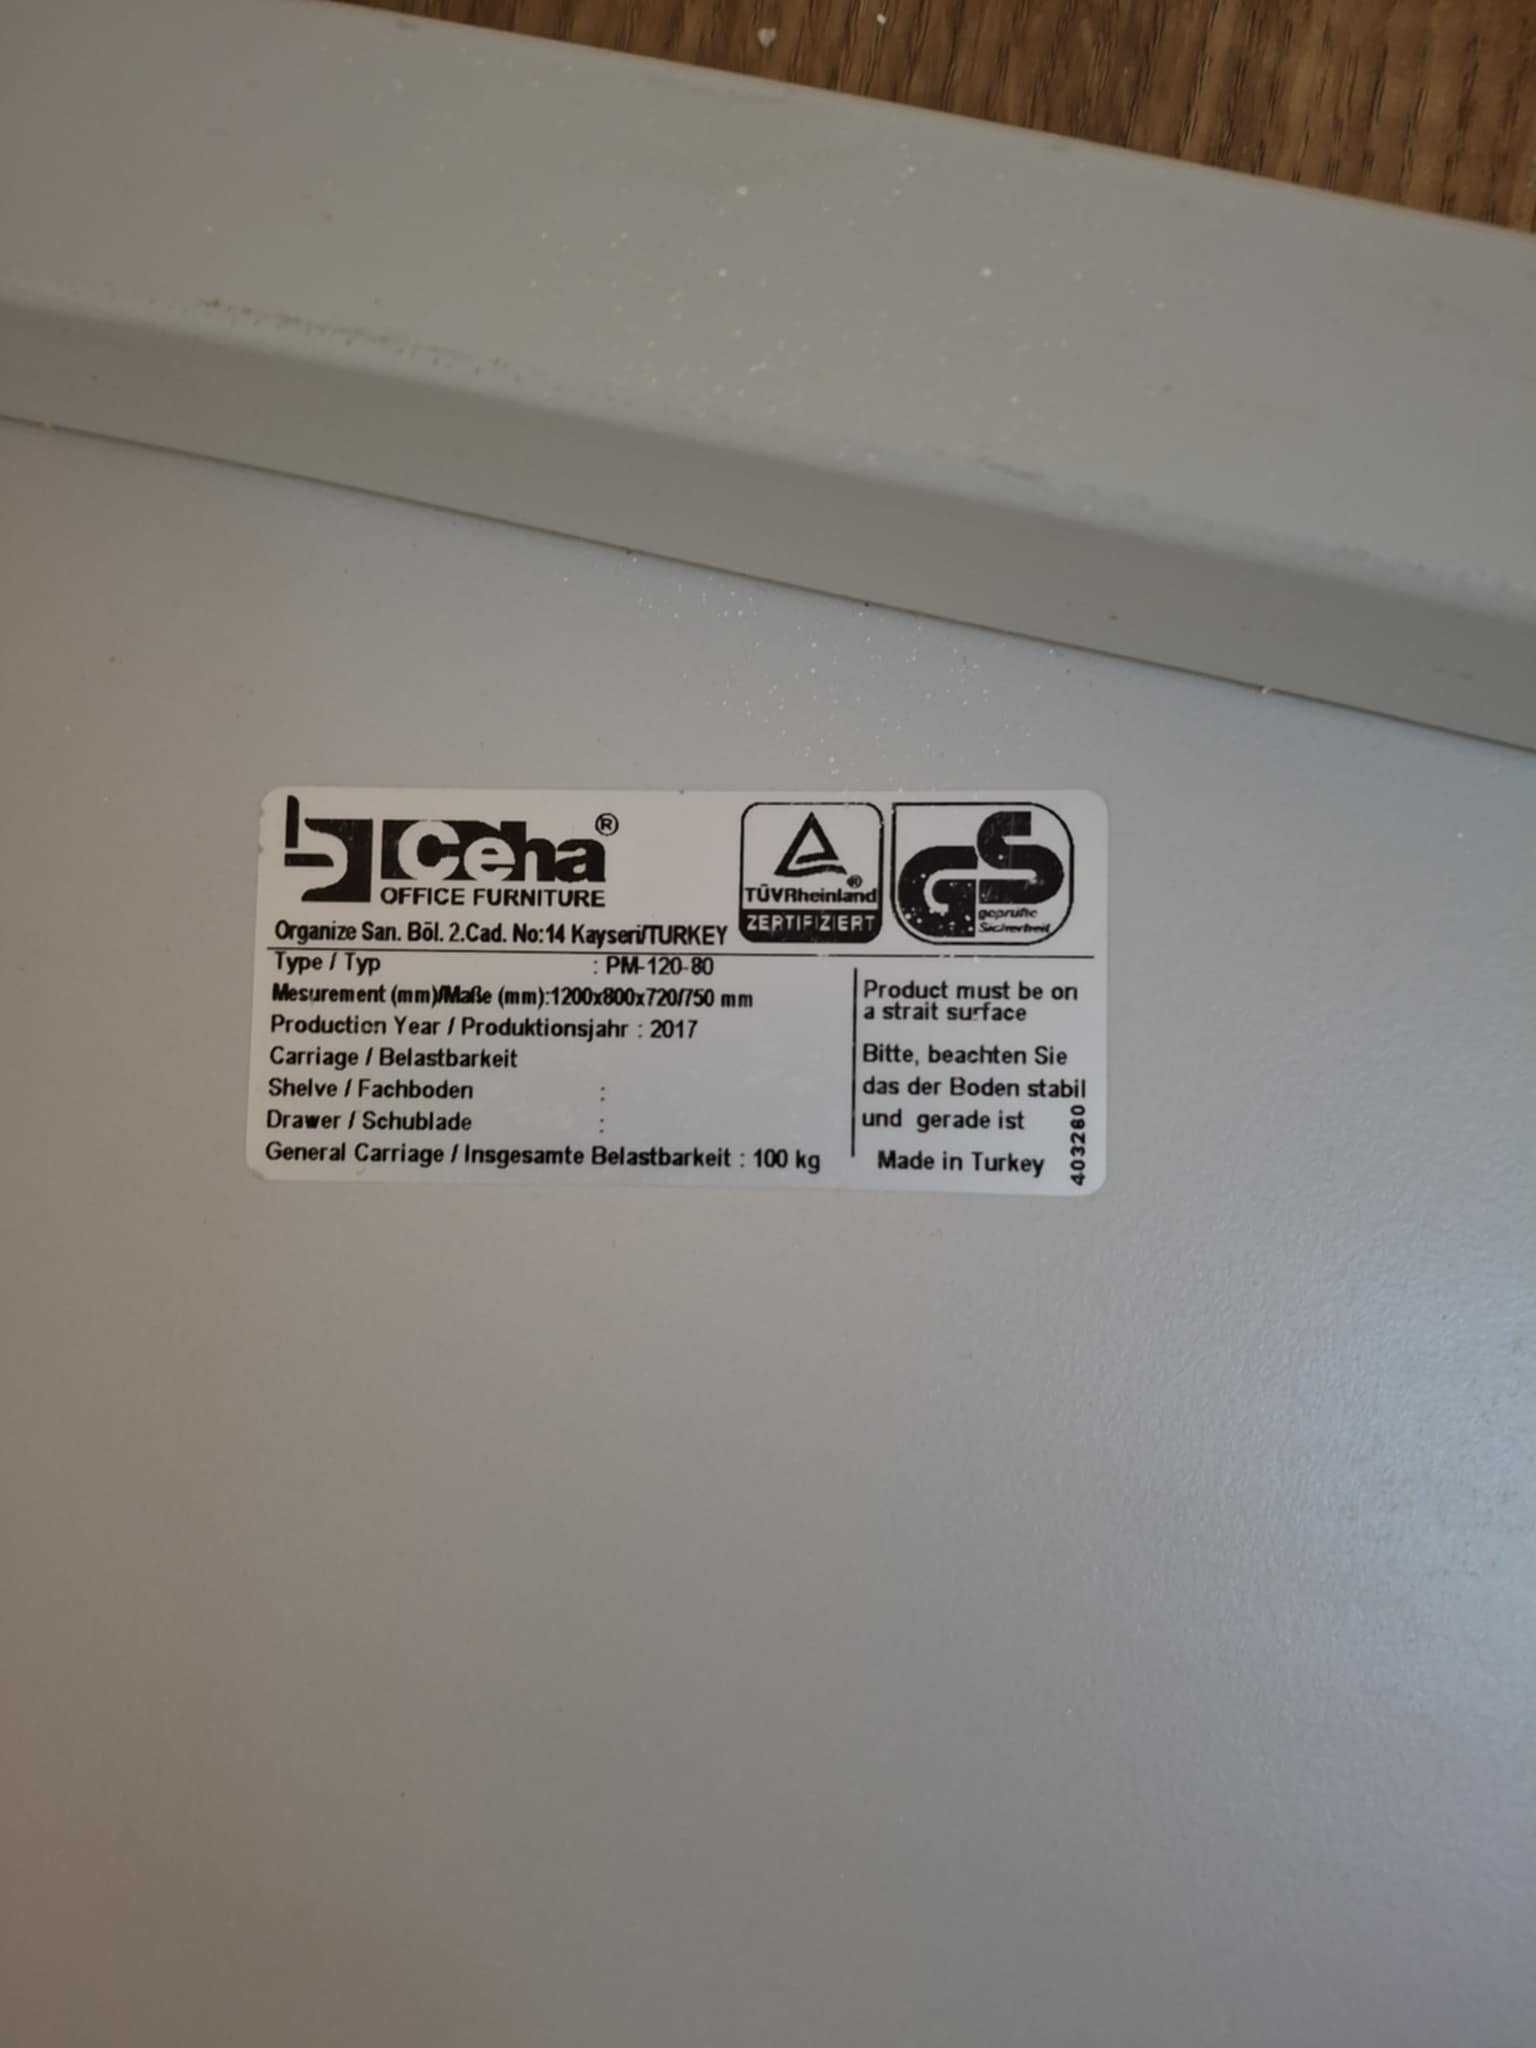 Ceha®
OFFICE FURNITURE
Organize San. Böl. 2.Cad. No:14 Kayseri/TURKEY
TÜVRheinland®
ZERTIFIZIERT
GS
geprüfte
Sicherheit
Type / Typ : PM-120-80
Mesurement (mm)/Maße (mm):1200x800x720/750 mm
Production Year / Produktionsjahr : 2017
Carriage / Belastbarkeit
Shelve / Fachboden :
Drawer / Schublade :
General Carriage / Insgesamte Belastbarkeit : 100 kg
Product must be on
a strait surface
Bitte, beachten Sie
das der Boden stabil
und gerade ist
Made in Turkey
403260